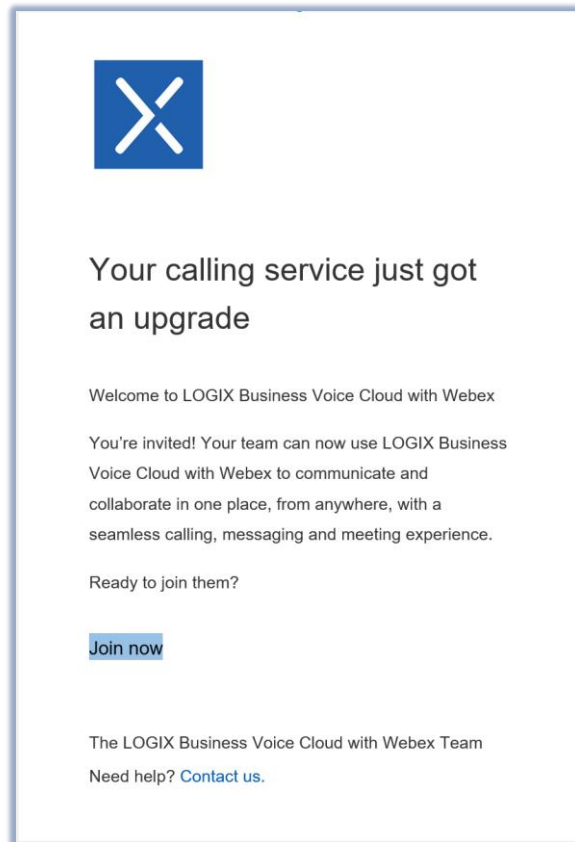 Your calling service just got
an upgrade
Welcome to LOGIX Business Voice Cloud with Webex
You’re invited! Your team can now use LOGIX Business
Voice Cloud with Webex to communicate and
collaborate in one place, from anywhere, with a
seamless calling, messaging and meeting experience.
Ready to join them?
Join now
The LOGIX Business Voice Cloud with Webex Team
Need help? Contact us.